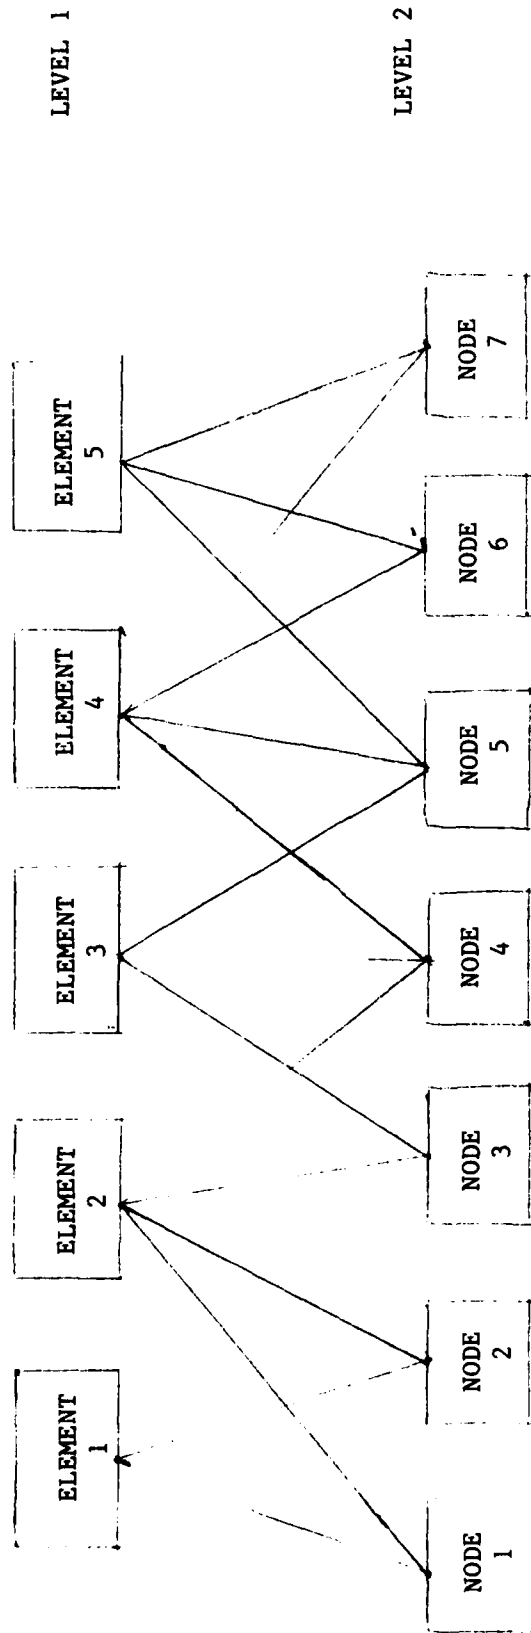 LEVEL 1
ELEMENT
1
ELEMENT
2
ELEMENT
3
ELEMENT
4
ELEMENT
5
LEVEL 2
NODE
1
NODE
2
NODE
3
NODE
4
NODE
5
NODE
6
NODE
7